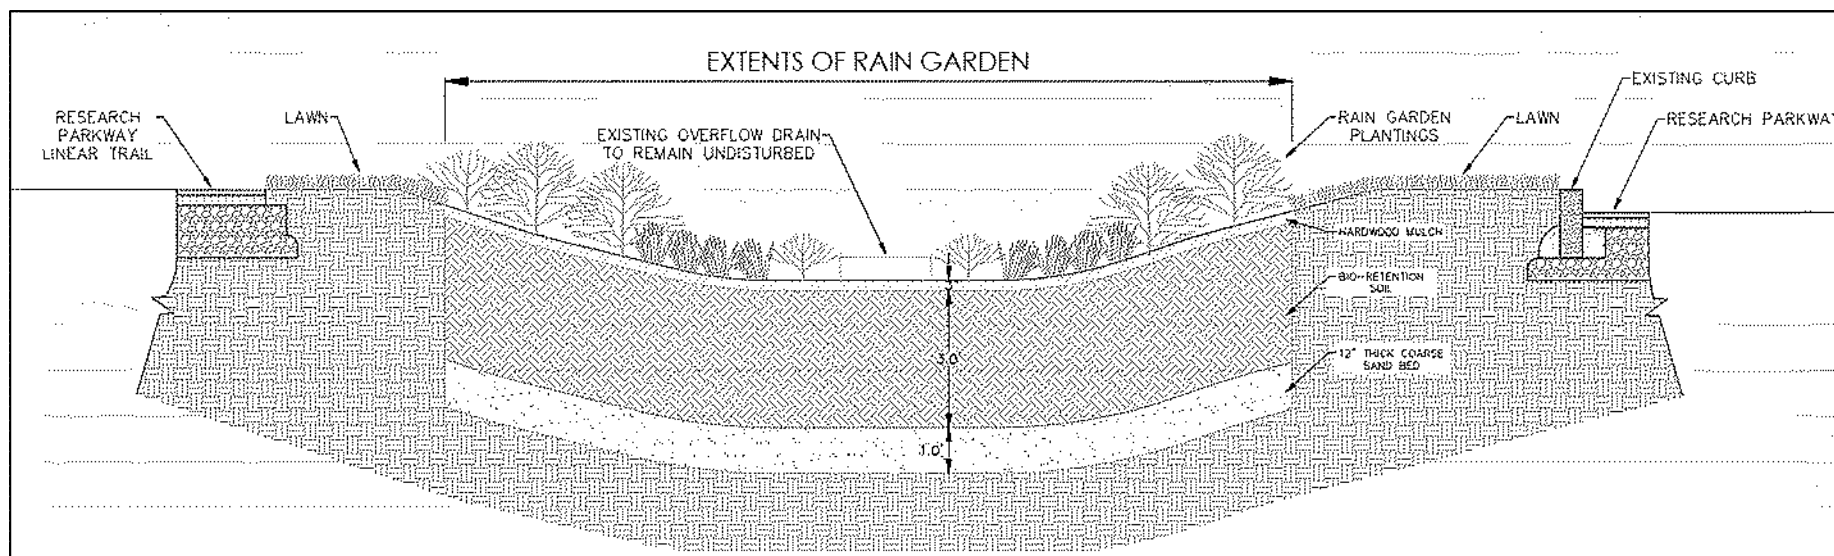 EXTENTS OF RAIN GARDEN
EXISTING CURB
RESEARCH
PARKWAY
LINEAR TRAIL
LAWN
EXISTING OVERFLOW DRAIN
TO REMAIN UNDISTURBED
RAIN GARDEN
PLANTINGS
LAWN
RESEARCH PARKWAY
HARDWOOD MULCH
BIO-RETENTION
SOIL
3.0'
12" THICK COARSE
SAND BED
1.0'